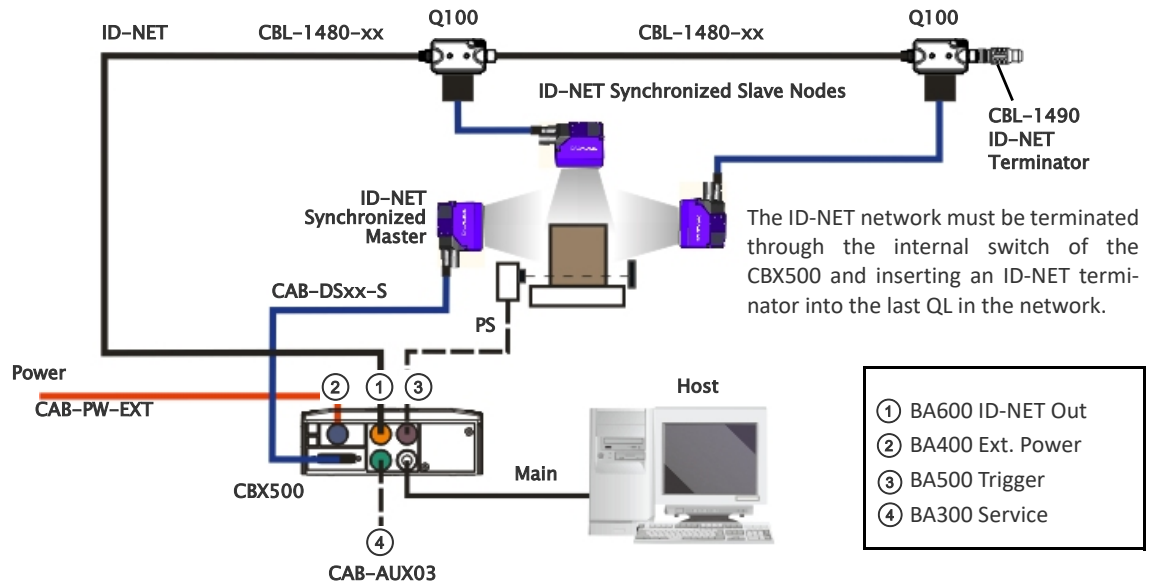 Q100
Q100
ID–NET
CBL–1480–xx
CBL–1480–xx
ID–NET Synchronized Slave Nodes
CBL–1490
ID–NET
Terminator
ID–NET
Synchronized
Master
The ID-NET network must be terminated
through the internal switch of the
CBX500 and inserting an ID-NET termi-
nator into the last QL in the network.
CAB–DSxx–S
PS
Power
CAB–PW–EXT
2
1
3
Host
CBX500
Main
4
CAB–AUX03
1 BA600 ID-NET Out
2 BA400 Ext. Power
3 BA500 Trigger
4 BA300 Service